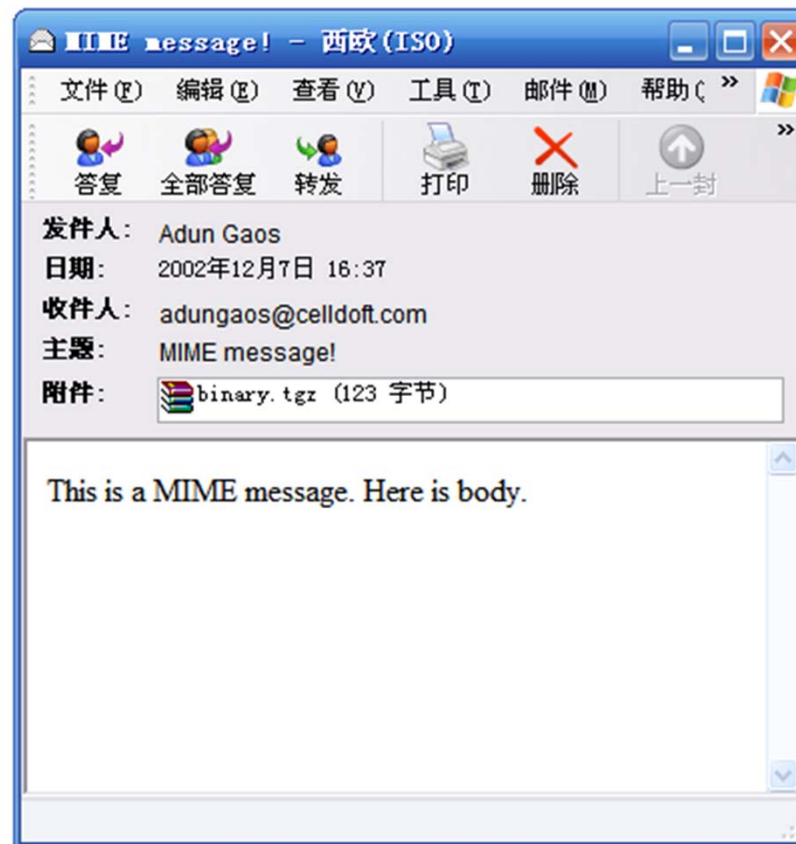 MIME message! - 西欧(ISO)
文件(F) 编辑(E) 查看(V) 工具(T) 邮件(M) 帮助( »
答复 全部答复 转发 打印 删除 上一封 »
发件人: Adun Gaos
日期: 2002年12月7日 16:37
收件人: adungaos@celldoft.com
主题: MIME message!
附件: binary.tgz (123 字节)
This is a MIME message. Here is body.